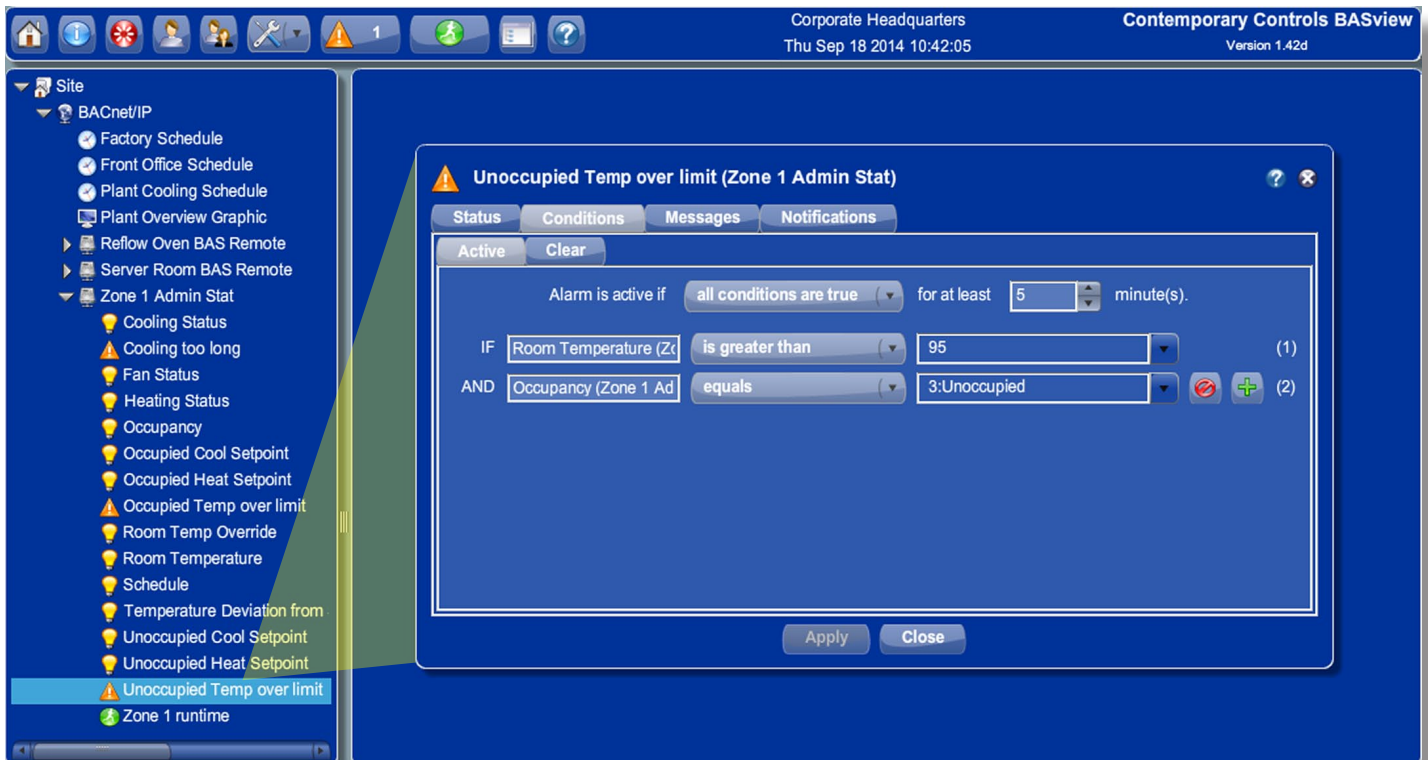 Corporate Headquarters
Contemporary Controls BASview
1
Thu Sep 18 2014 10:42:05
Version 1.42d
Site
BACnet/IP
Factory Schedule
Front Office Schedule
Plant Cooling Schedule
Plant Overview Graphic
Reflow Oven BAS Remote
Server Room BAS Remote
Zone 1 Admin Stat
Cooling Status
Cooling too long
Fan Status
Heating Status
Occupancy
Occupied Cool Setpoint
Occupied Heat Setpoint
Occupied Temp over limit
Room Temp Override
Room Temperature
Schedule
Temperature Deviation from
Unoccupied Cool Setpoint
Unoccupied Heat Setpoint
Unoccupied Temp over limit
Zone 1 runtime
Unoccupied Temp over limit (Zone 1 Admin Stat)
Status Conditions Messages Notifications
Active Clear
Alarm is active if all conditions are true for at least 5 minute(s).
IF Room Temperature (Zo is greater than 95 (1)
AND Occupancy (Zone 1 Ad equals 3:Unoccupied (2)
Apply Close